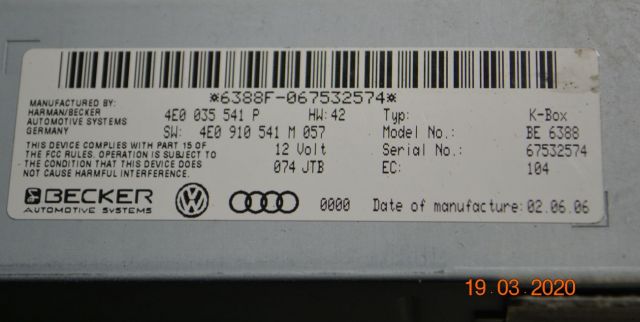 *6388F-067532574*
MANUFACTURED BY:
HARMAN/BECKER
AUTOMOTIVE SYSTEMS
GERMANY
4E0 035 541 P HW: 42 Typ: K-Box
SW: 4E0 910 541 M 057 Model No.: BE 6388
12 Volt Serial No.: 67532574
074 JTB EC: 104
THIS DEVICE COMPLIES WITH PART 15 OF
THE FCC RULES. OPERATION IS SUBJECT TO
THE CONDITION THAT THIS DEVICE DOES
NOT CAUSE HARMFUL INTERFERENCE.
BECKER
AUTOMOTIVE SYSTEMS
0000 Date of manufacture: 02.06.06
19.03.2020